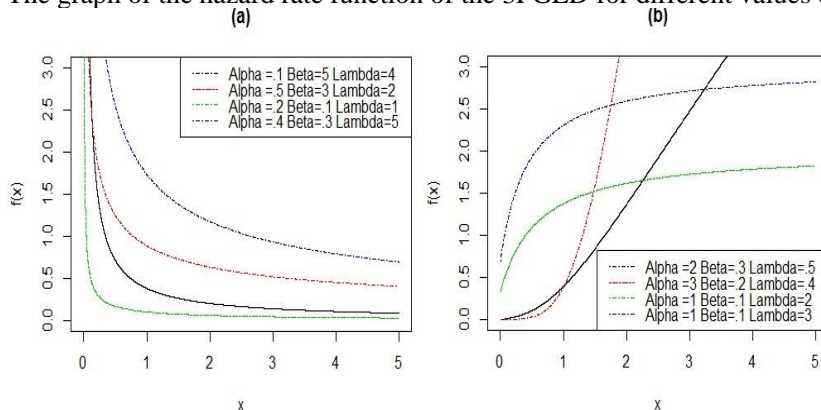 The graph of the hazard rate function of the 3PGLD for different values
(a)
3.0
2.5
2.0
1.5
1.0
0.5
0.0
f(x)
Alpha =.1 Beta=5 Lambda=4
Alpha =.5 Beta=3 Lambda=2
Alpha =.2 Beta=.1 Lambda=1
Alpha =.4 Beta=.3 Lambda=5
0 1 2 3 4 5
x
(b)
3.0
2.5
2.0
1.5
1.0
0.5
0.0
f(x)
Alpha =2 Beta=.3 Lambda=.5
Alpha =3 Beta=.2 Lambda=.4
Alpha =1 Beta=.1 Lambda=2
Alpha =1 Beta=.1 Lambda=3
0 1 2 3 4 5
x